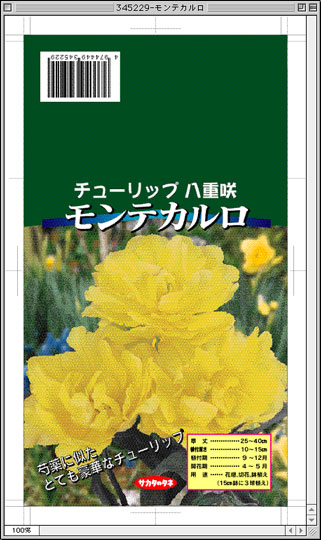 345229-モンテカルロ
4 974449 345229
チューリップ 八重咲
モンテカルロ
芍薬に似た
とても豪華なチューリップ
サカタのタネ
草 丈 ……………25〜40cm
植付深さ ……………10〜15cm
植付期 …………… 9〜12月
開花期 …………… 4〜5月
用 途 …… 花壇、切花、鉢植え
(15cm鉢に3球植え)
100%